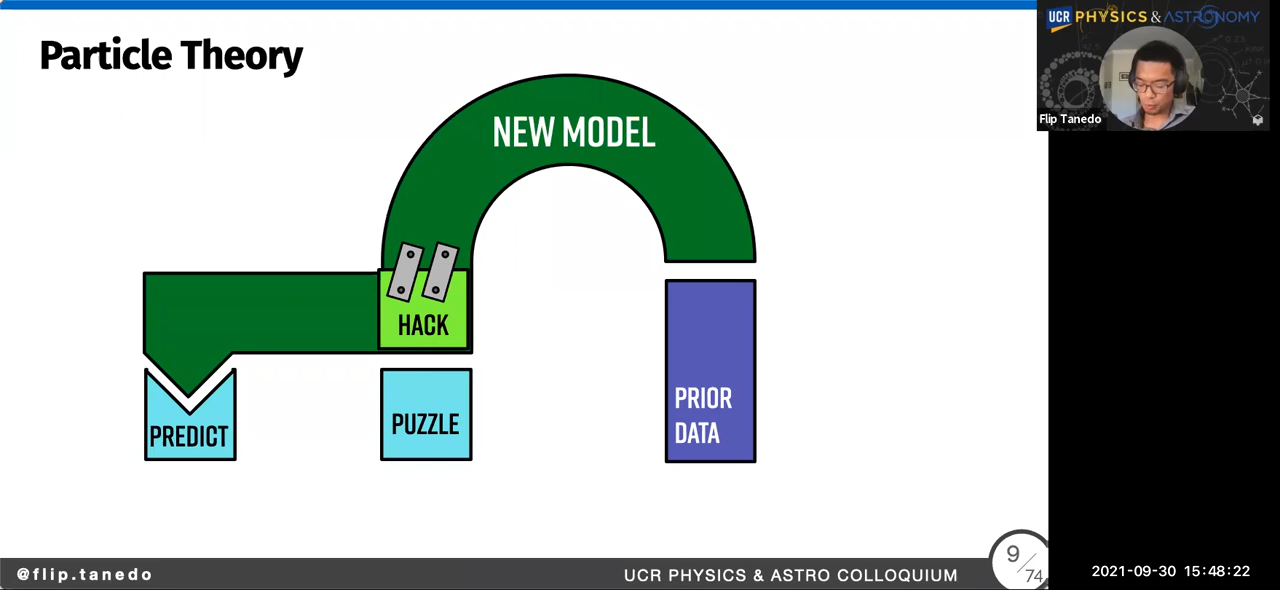 Particle Theory
NEW MODEL
HACK
PREDICT
PUZZLE
PRIOR
DATA
@flip.tanedo
UCR PHYSICS & ASTRO COLLOQUIUM
9/74
UCR PHYSICS & ASTRONOMY
Flip Tanedo
2021-09-30 15:48:22